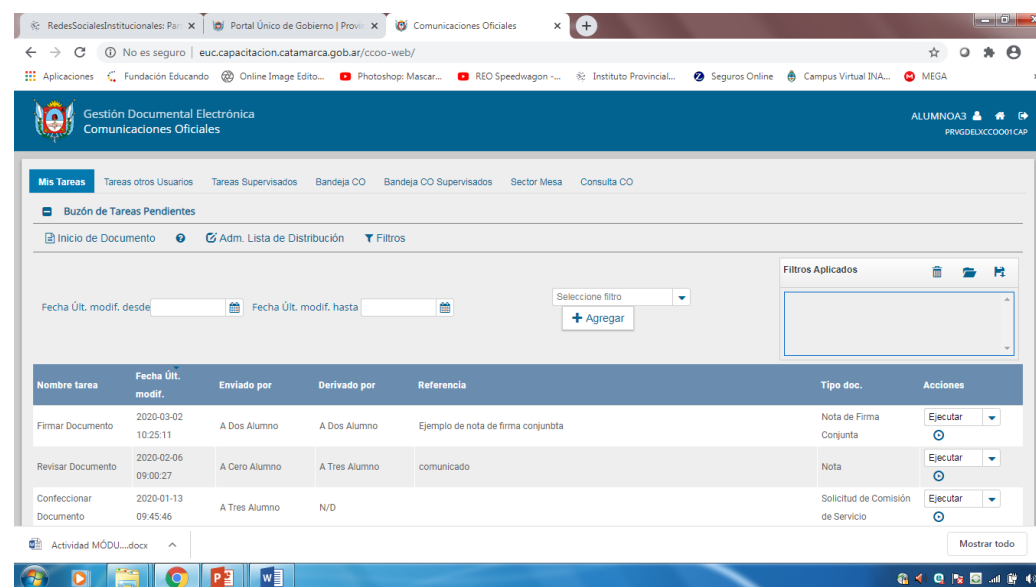 RedesSocialesInstitucionales: Par
Portal Único de Gobierno | Provin
Comunicaciones Oficiales
No es seguro | euc.capacitacion.catamarca.gob.ar/ccoo-web/
Aplicaciones Fundación Educando Online Image Edito... Photoshop: Mascar... REO Speedwagon -... Instituto Provincial... Seguros Online Campus Virtual INA... MEGA
Gestión Documental Electrónica
Comunicaciones Oficiales
ALUMNOA3
PRVGDELXCCOO01CAP
Mis Tareas Tareas otros Usuarios Tareas Supervisados Bandeja CO Bandeja CO Supervisados Sector Mesa Consulta CO
Buzón de Tareas Pendientes
Inicio de Documento Adm. Lista de Distribución Filtros
Filtros Aplicados
Fecha Últ. modif. desde Fecha Últ. modif. hasta Seleccione filtro
Agregar
Nombre tarea Fecha Últ. modif. Enviado por Derivado por Referencia Tipo doc. Acciones
Firmar Documento 2020-03-02 10:25:11 A Dos Alumno A Dos Alumno Ejemplo de nota de firma conjunbta Nota de Firma Conjunta Ejecutar
Revisar Documento 2020-02-06 09:00:27 A Cero Alumno A Tres Alumno comunicado Nota Ejecutar
Confeccionar Documento 2020-01-13 09:45:46 A Tres Alumno N/D Solicitud de Comisión de Servicio Ejecutar
Actividad MÓDU....docx
Mostrar todo